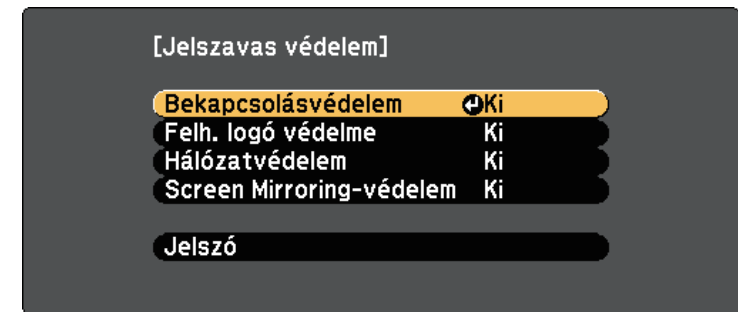 [Jelszavas védelem]
Bekapcsolásvédelem Ki
Felh. logó védelme Ki
Hálózatvédelem Ki
Screen Mirroring-védelem Ki
Jelszó